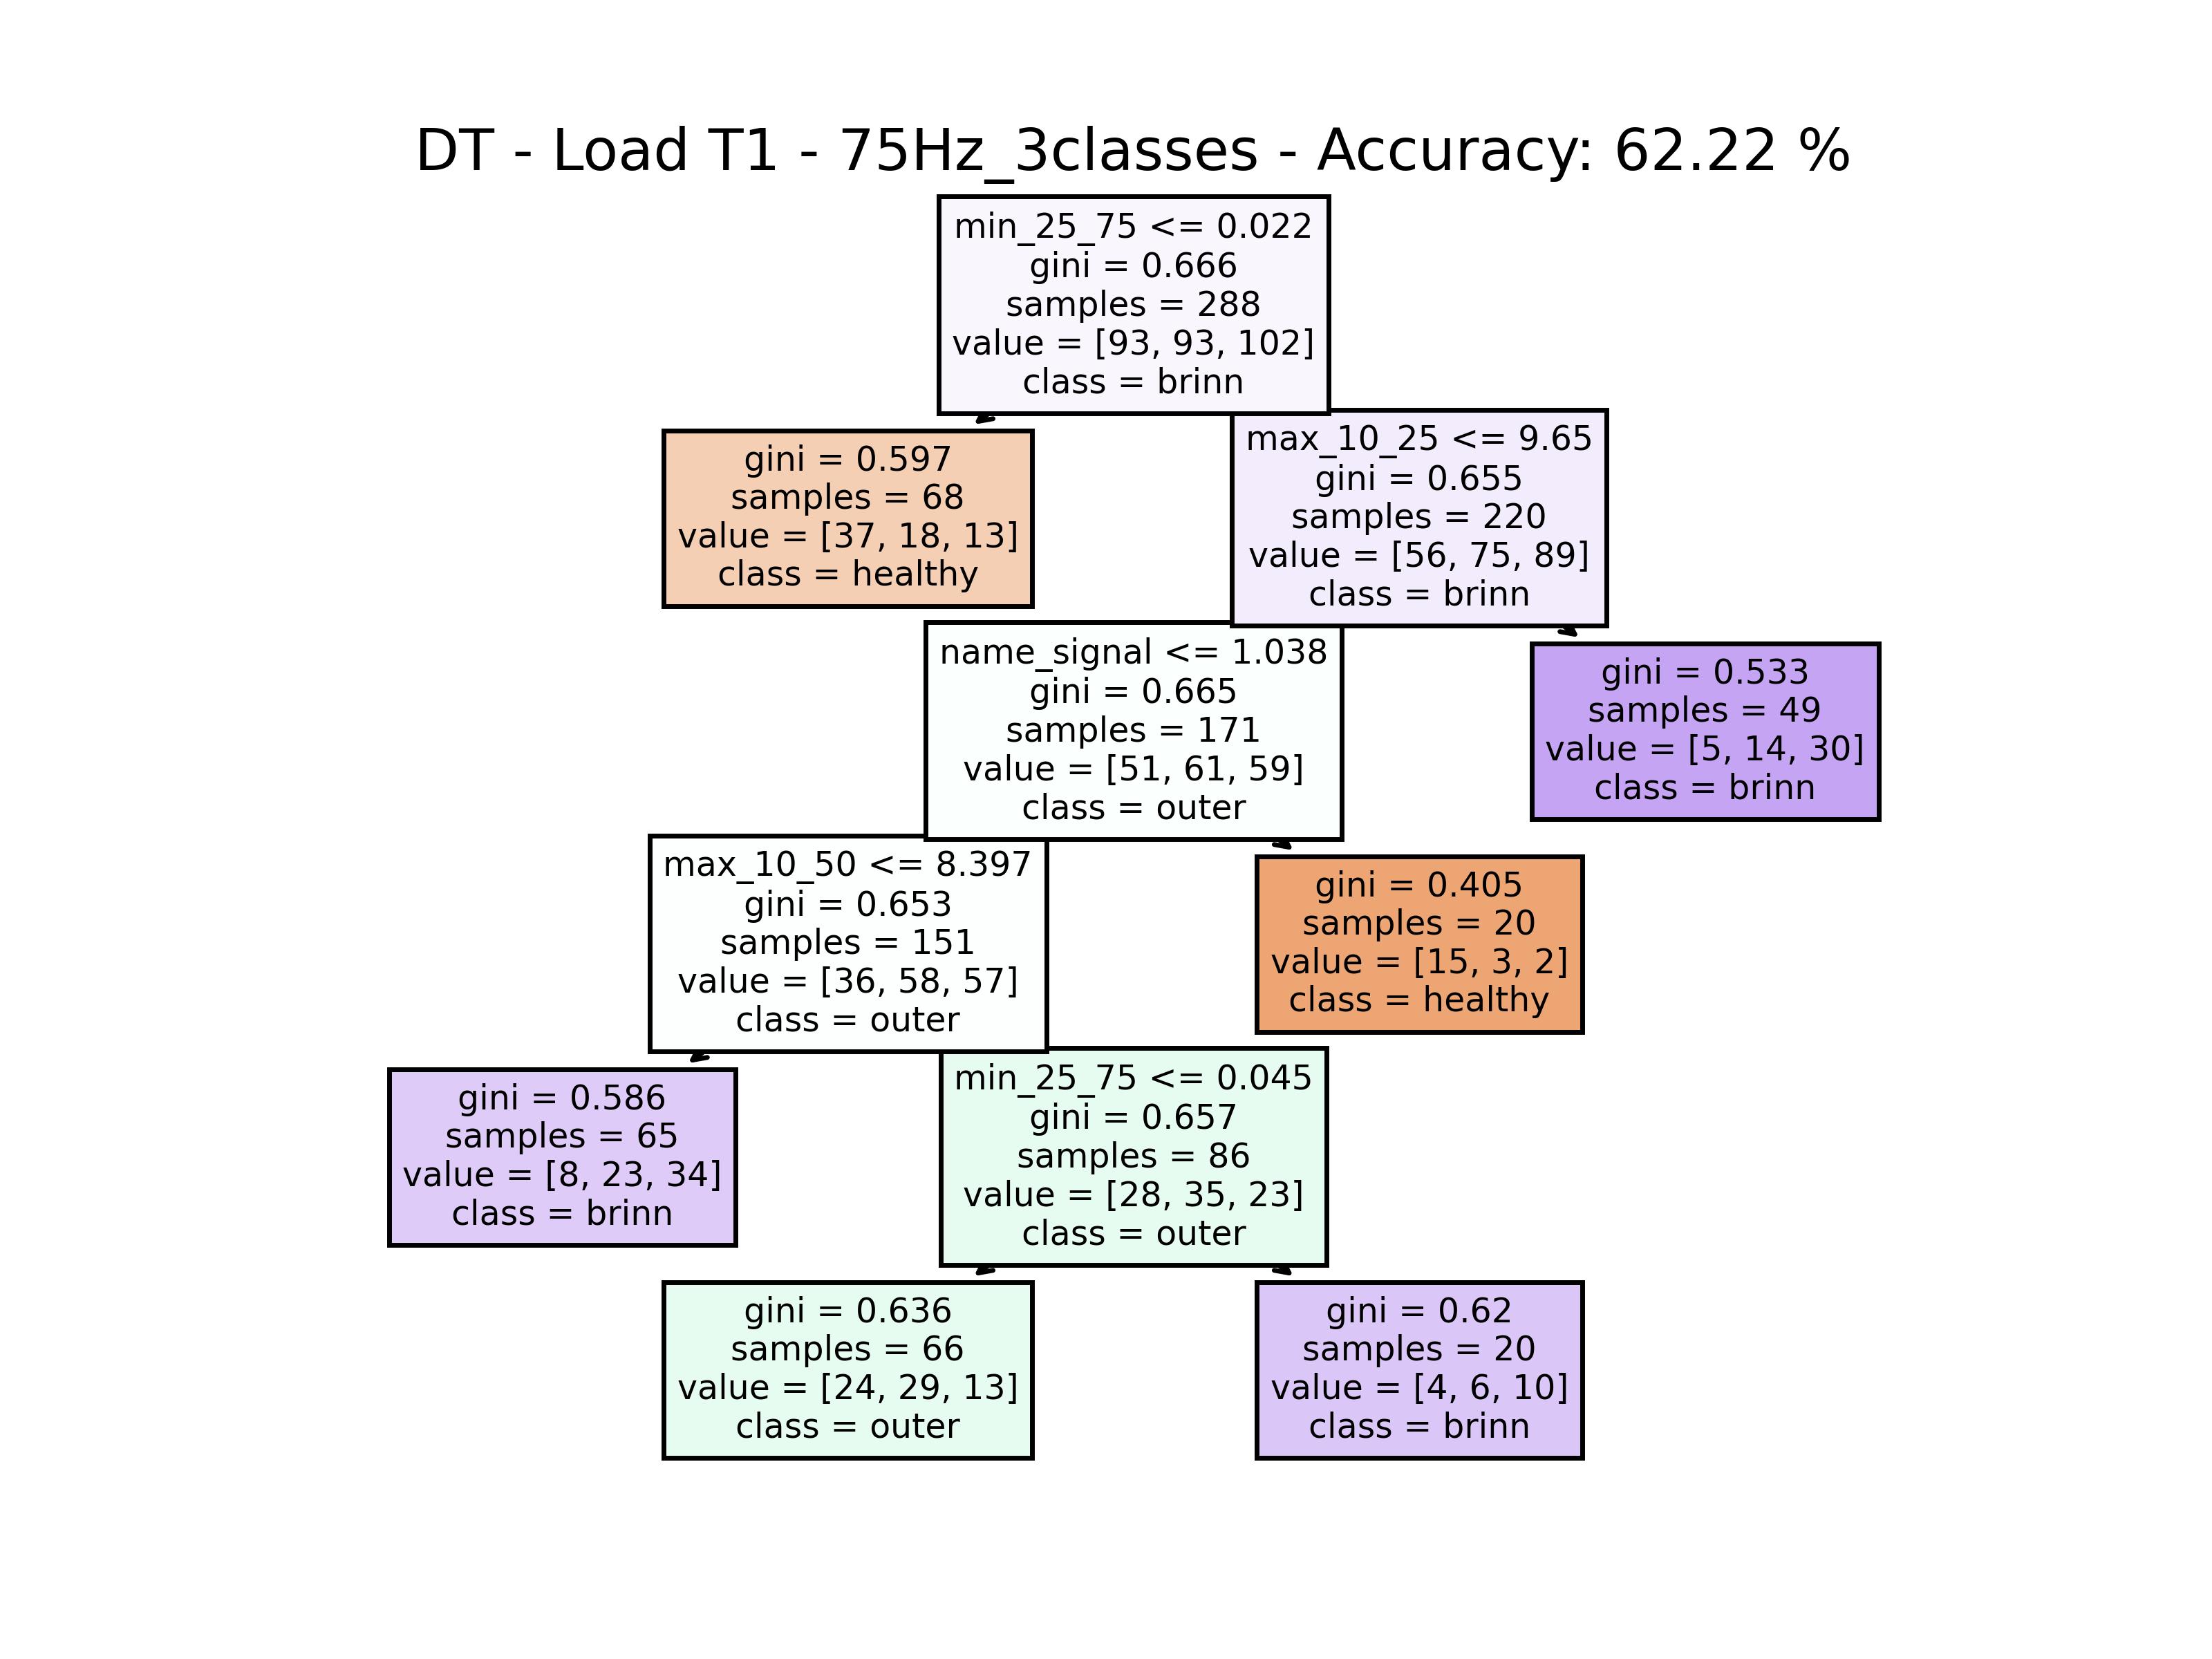 DT - Load T1 - 75Hz_3classes - Accuracy: 62.22 %
min_25_75 <= 0.022
gini = 0.666
samples = 288
value = [93, 93, 102]
class = brinn
gini = 0.597
samples = 68
value = [37, 18, 13]
class = healthy
max_10_25 <= 9.65
gini = 0.655
samples = 220
value = [56, 75, 89]
class = brinn
name_signal <= 1.038
gini = 0.665
samples = 171
value = [51, 61, 59]
class = outer
gini = 0.533
samples = 49
value = [5, 14, 30]
class = brinn
max_10_50 <= 8.397
gini = 0.653
samples = 151
value = [36, 58, 57]
class = outer
gini = 0.405
samples = 20
value = [15, 3, 2]
class = healthy
gini = 0.586
samples = 65
value = [8, 23, 34]
class = brinn
min_25_75 <= 0.045
gini = 0.657
samples = 86
value = [28, 35, 23]
class = outer
gini = 0.636
samples = 66
value = [24, 29, 13]
class = outer
gini = 0.62
samples = 20
value = [4, 6, 10]
class = brinn